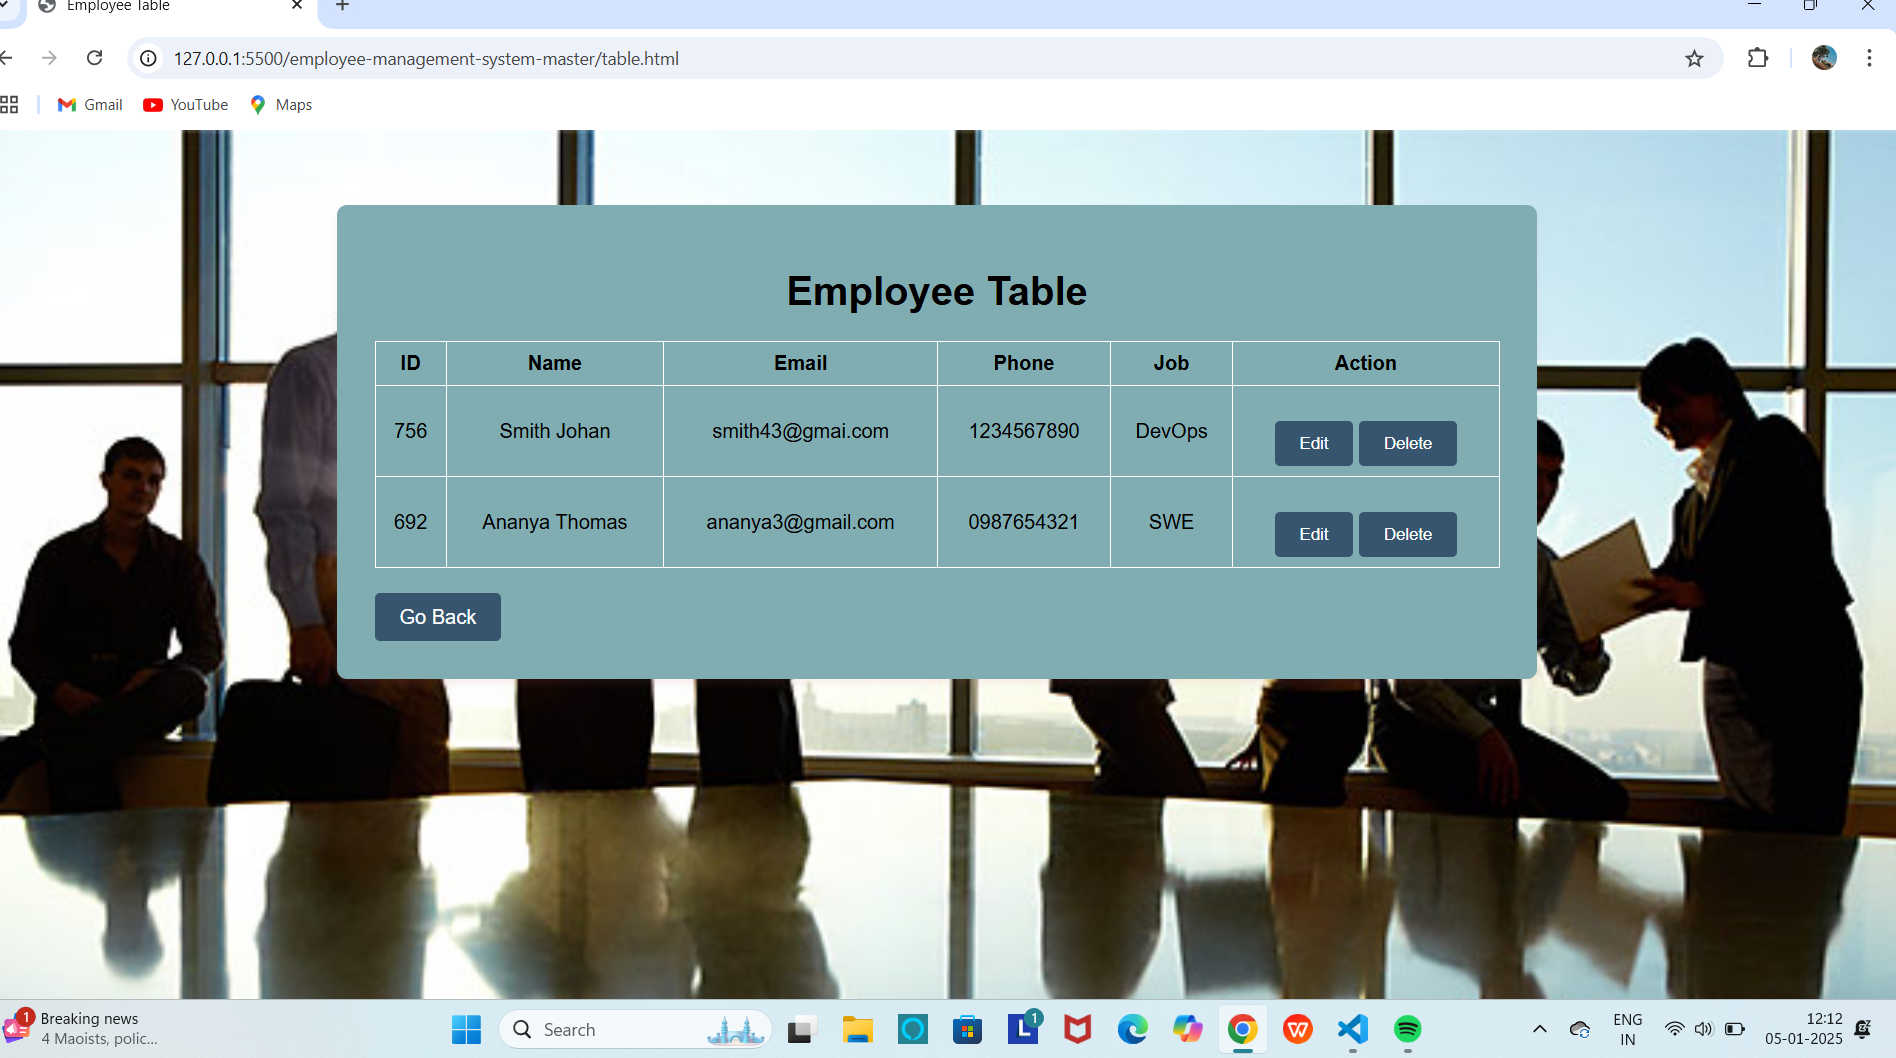 Employee Table
127.0.0.1:5500/employee-management-system-master/table.html
Gmail YouTube Maps
Employee Table
ID Name Email Phone Job Action
756 Smith Johan smith43@gmai.com 1234567890 DevOps Edit Delete
692 Ananya Thomas ananya3@gmail.com 0987654321 SWE Edit Delete
Go Back
1 Breaking news
4 Maoists, polic...
Search
L 1
W
ENG
IN
12:12
05-01-2025